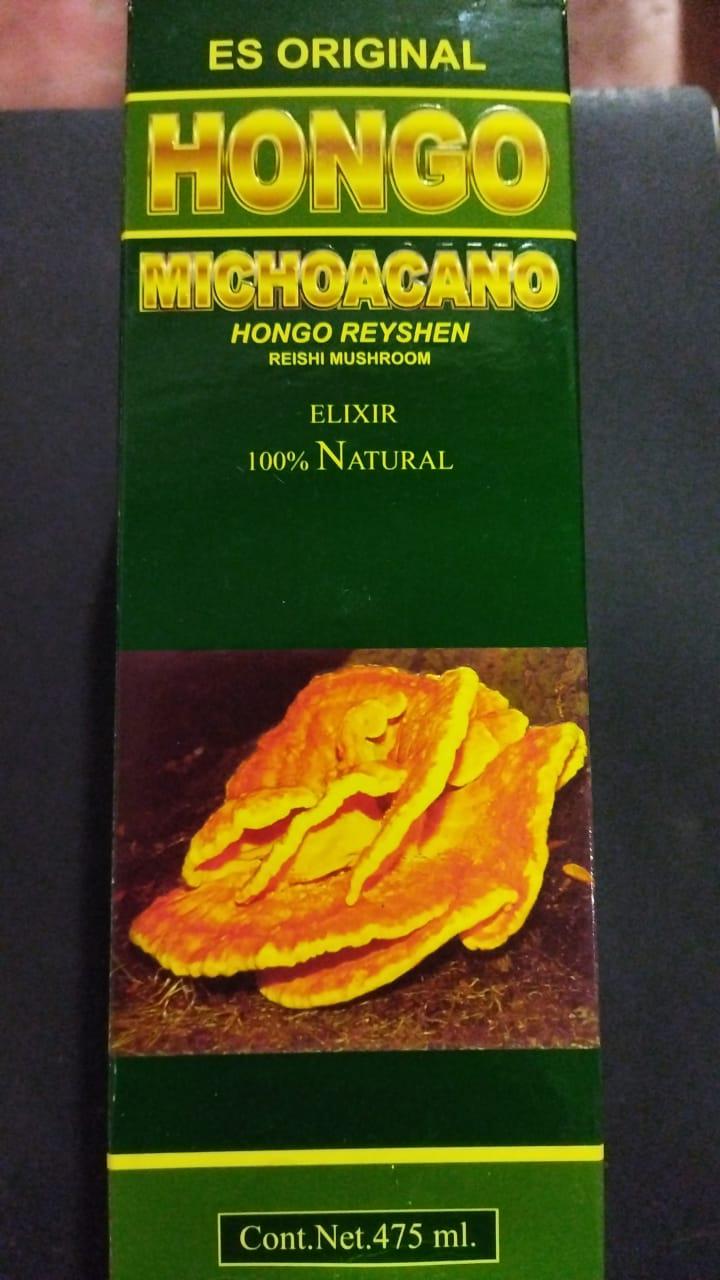 ES ORIGINAL
HONGO
MICHOACANO
HONGO REYSHEN
REISHI MUSHROOM
ELIXIR
100% NATURAL
Cont.Net.475 ml.